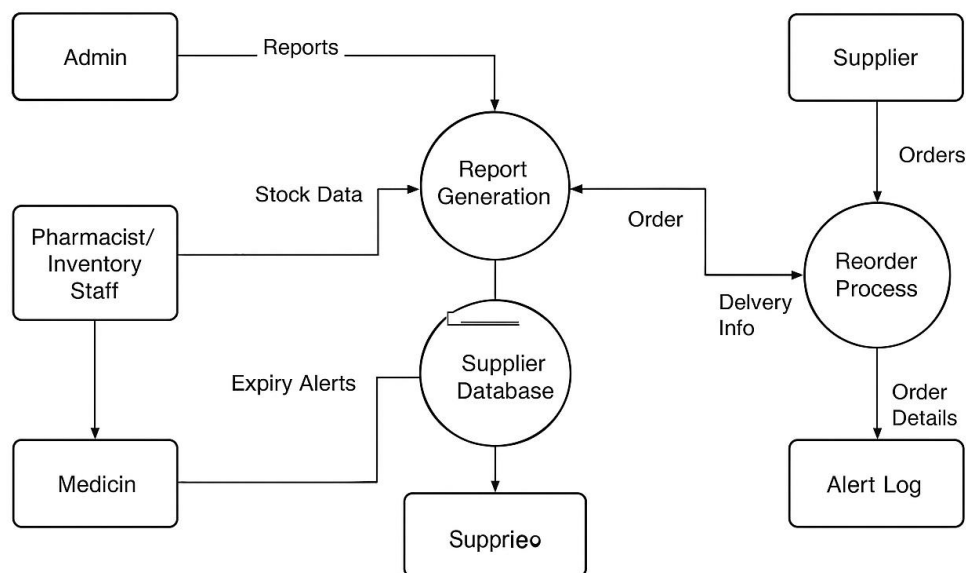 Admin
Reports
Supplier
Report
Generation
Orders
Stock Data
Pharmacist/
Inventory
Staff
Order
Reorder
Process
Delvery
Info
Supplier
Database
Expiry Alerts
Order
Details
Medicin
Alert Log
Supprieo